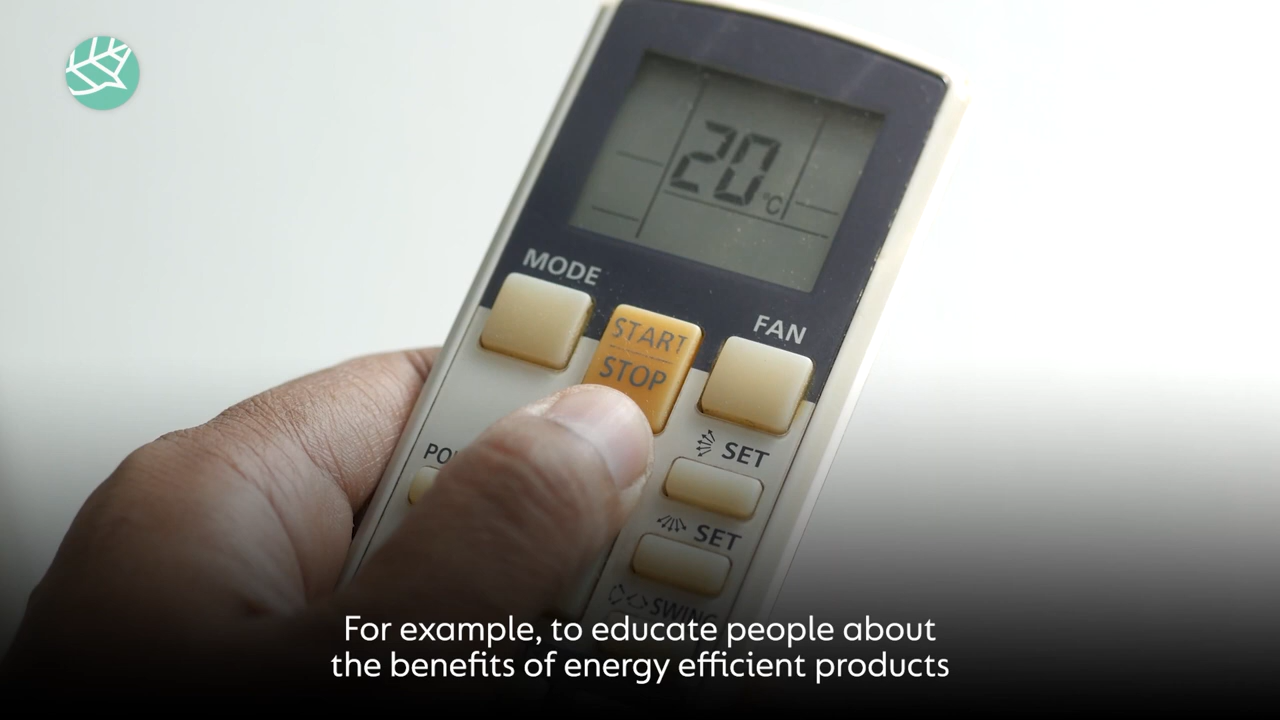 20
°C
MODE
FAN
START
STOP
SET
SET
SWING
For example, to educate people about
the benefits of energy efficient products